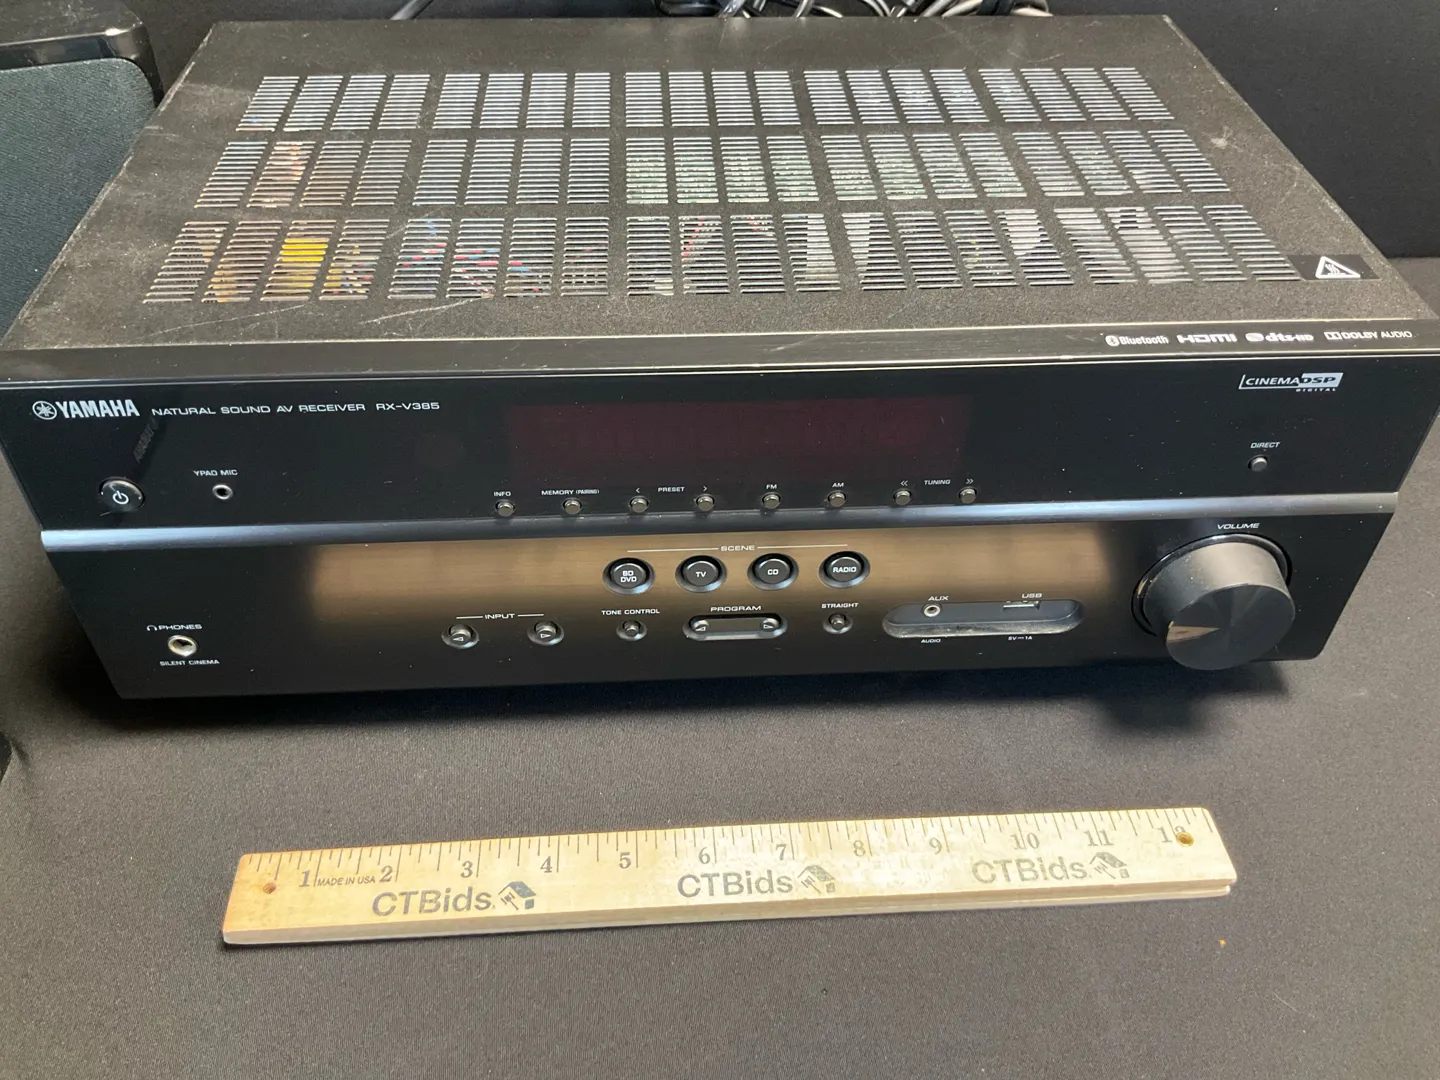 Bluetooth HDMI dts-HD DOLBY AUDIO
YAMAHA NATURAL SOUND AV RECEIVER RX-V385
CINEMA DSP
DIGITAL
DIRECT
YPAO MIC
INFO MEMORY (PAIRING) < PRESET > FM AM << TUNING >>
VOLUME
SCENE
BD
DVD
TV
CD
RADIO
INPUT
TONE CONTROL
PROGRAM
STRAIGHT
AUX
USB
AUDIO
5V 1A
PHONES
SILENT CINEMA
1 MADE IN USA 2 3 4 5 6 7 8 9 10 11 12
CTBids CTBids CTBids